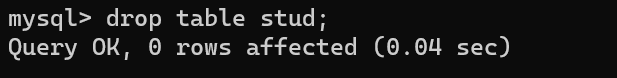 mysql> drop table stud;
Query OK, 0 rows affected (0.04 sec)